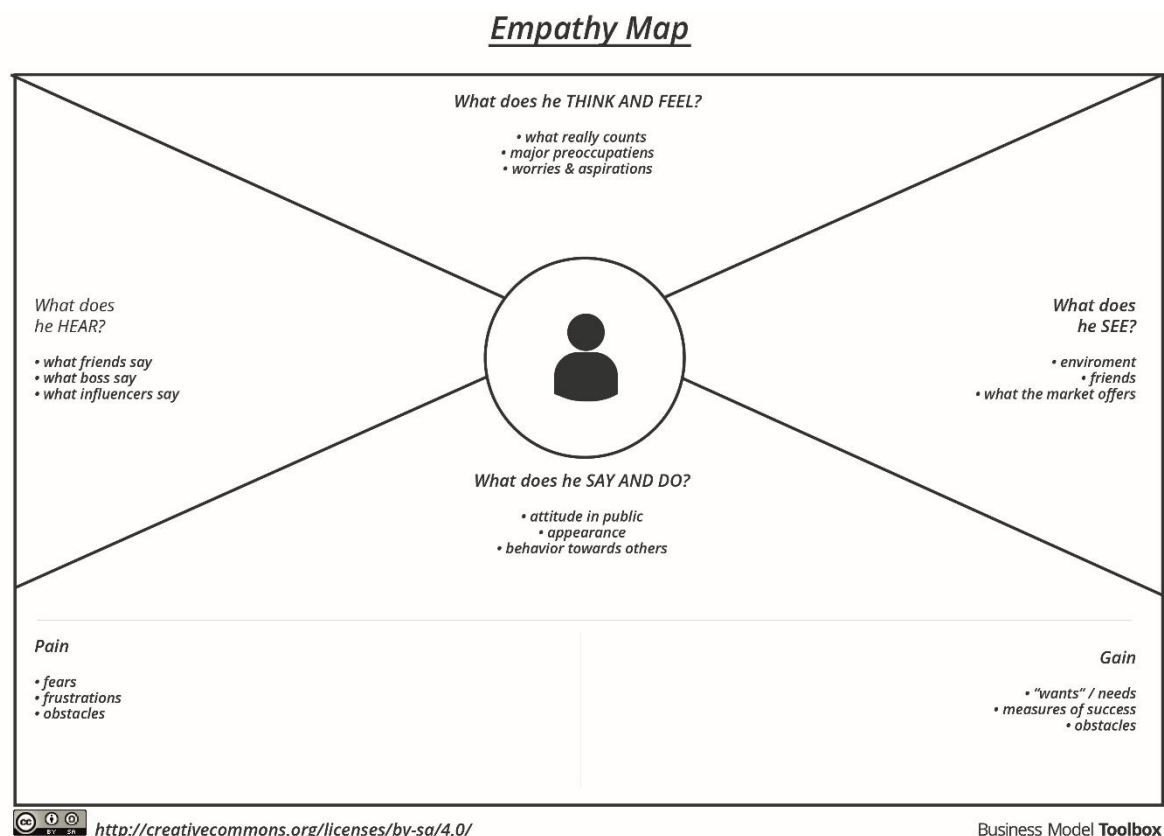 Empathy Map
What does he THINK AND FEEL?
• what really counts
• major preoccupatiens
• worries & aspirations
What does
he HEAR?
• what friends say
• what boss say
• what influencers say
What does
he SEE?
• enviroment
• friends
• what the market offers
What does he SAY AND DO?
• attitude in public
• appearance
• behavior towards others
Pain
• fears
• frustrations
• obstacles
Gain
• "wants" / needs
• measures of success
• obstacles
cc BY SA http://creativecommons.org/licenses/by-sa/4.0/
Business Model Toolbox